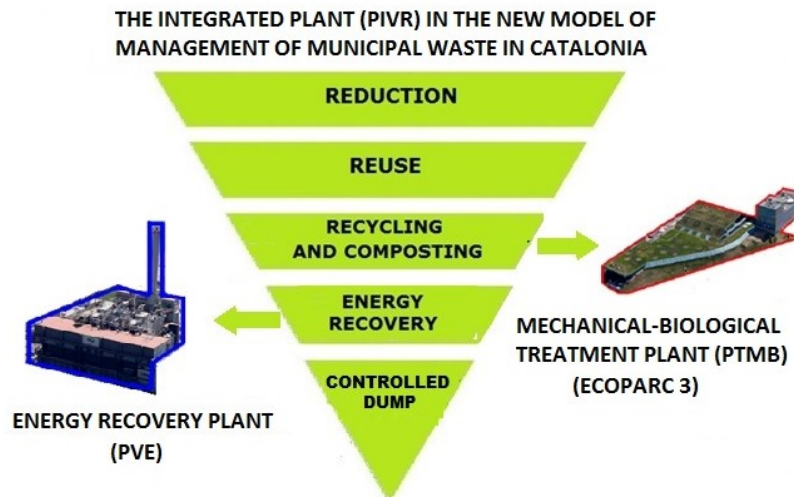 THE INTEGRATED PLANT (PIVR) IN THE NEW MODEL OF
MANAGEMENT OF MUNICIPAL WASTE IN CATALONIA
REDUCTION
REUSE
RECYCLING
AND COMPOSTING
ENERGY
RECOVERY
CONTROLLED
DUMP
MECHANICAL-BIOLOGICAL
TREATMENT PLANT (PTMB)
(ECOPARC 3)
ENERGY RECOVERY PLANT
(PVE)